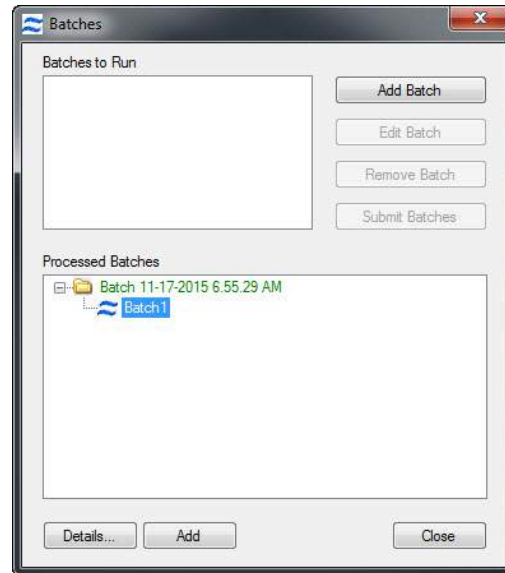 Batches
Batches to Run
Add Batch
Edit Batch
Remove Batch
Submit Batches
Processed Batches
Batch 11-17-2015 6.55.29 AM
Batch1
Details...
Add
Close